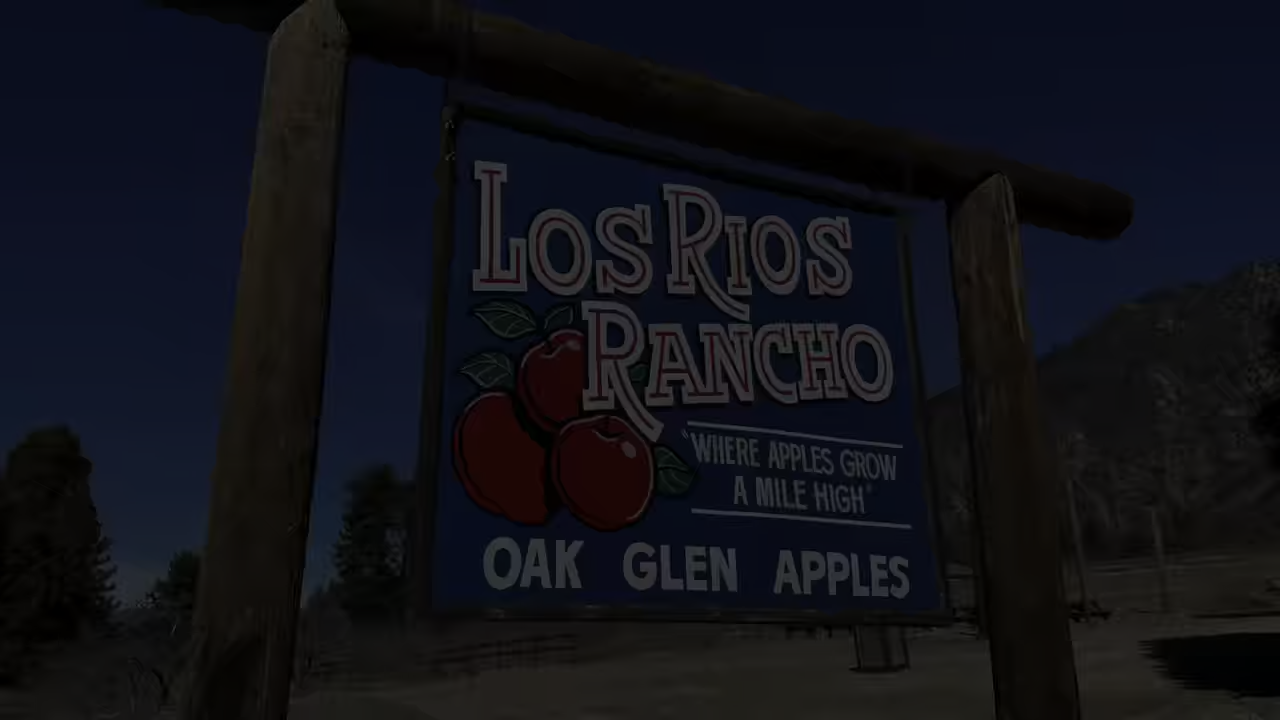 LOS RIOS
RANCHO
"WHERE APPLES GROW
A MILE HIGH"
OAK GLEN APPLES